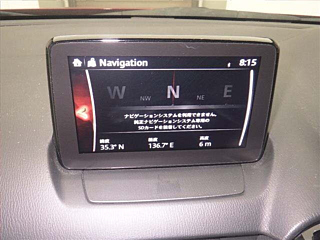 Navigation
8:15
W NW N NE E
ナビゲーションシステムを利用できません。
純正ナビゲーションシステム専用の
SDカードを挿入してください。
緯度 経度 高度
35.3° N 136.7° E 6 m